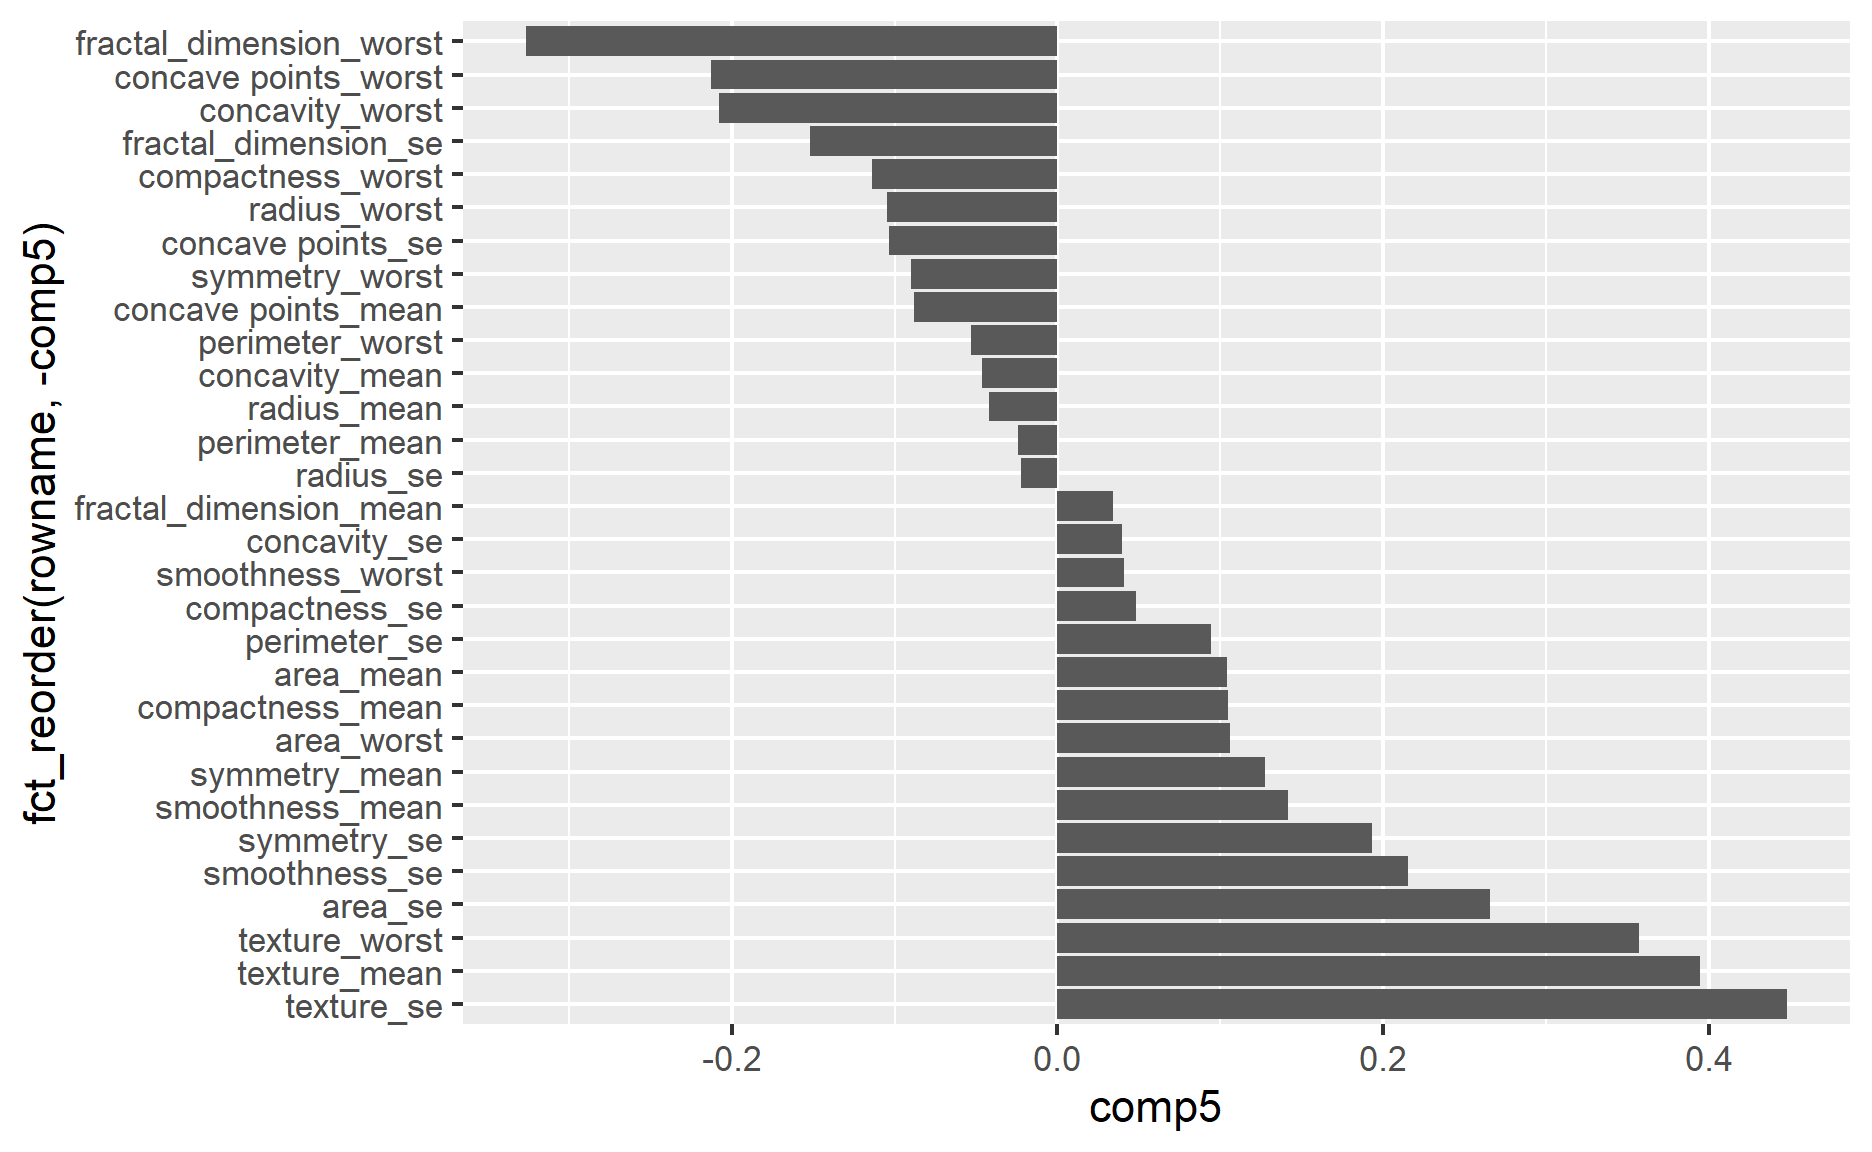 fct_reorder(rowname, -comp5)
fractal_dimension_worst
concave points_worst
concavity_worst
fractal_dimension_se
compactness_worst
radius_worst
concave points_se
symmetry_worst
concave points_mean
perimeter_worst
concavity_mean
radius_mean
perimeter_mean
radius_se
fractal_dimension_mean
concavity_se
smoothness_worst
compactness_se
perimeter_se
area_mean
compactness_mean
area_worst
symmetry_mean
smoothness_mean
symmetry_se
smoothness_se
area_se
texture_worst
texture_mean
texture_se
-0.2 0.0 0.2 0.4
comp5